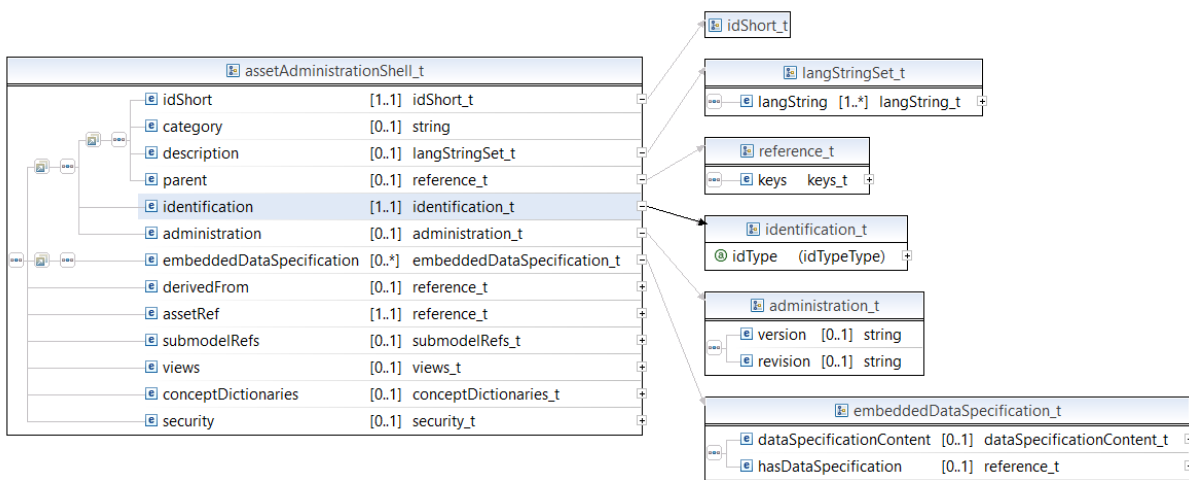 idShort_t
assetAdministrationShell_t
langStringSet_t
idShort [1..1] idShort_t
langString [1..*] langString_t
category [0..1] string
description [0..1] langStringSet_t
reference_t
parent [0..1] reference_t
keys keys_t
identification [1..1] identification_t
identification_t
administration [0..1] administration_t
a idType (idTypeType)
embeddedDataSpecification [0..*] embeddedDataSpecification_t
derivedFrom [0..1] reference_t
administration_t
assetRef [1..1] reference_t
version [0..1] string
submodelRefs [0..1] submodelRefs_t
revision [0..1] string
views [0..1] views_t
conceptDictionaries [0..1] conceptDictionaries_t
embeddedDataSpecification_t
security [0..1] security_t
dataSpecificationContent [0..1] dataSpecificationContent_t
hasDataSpecification [0..1] reference_t